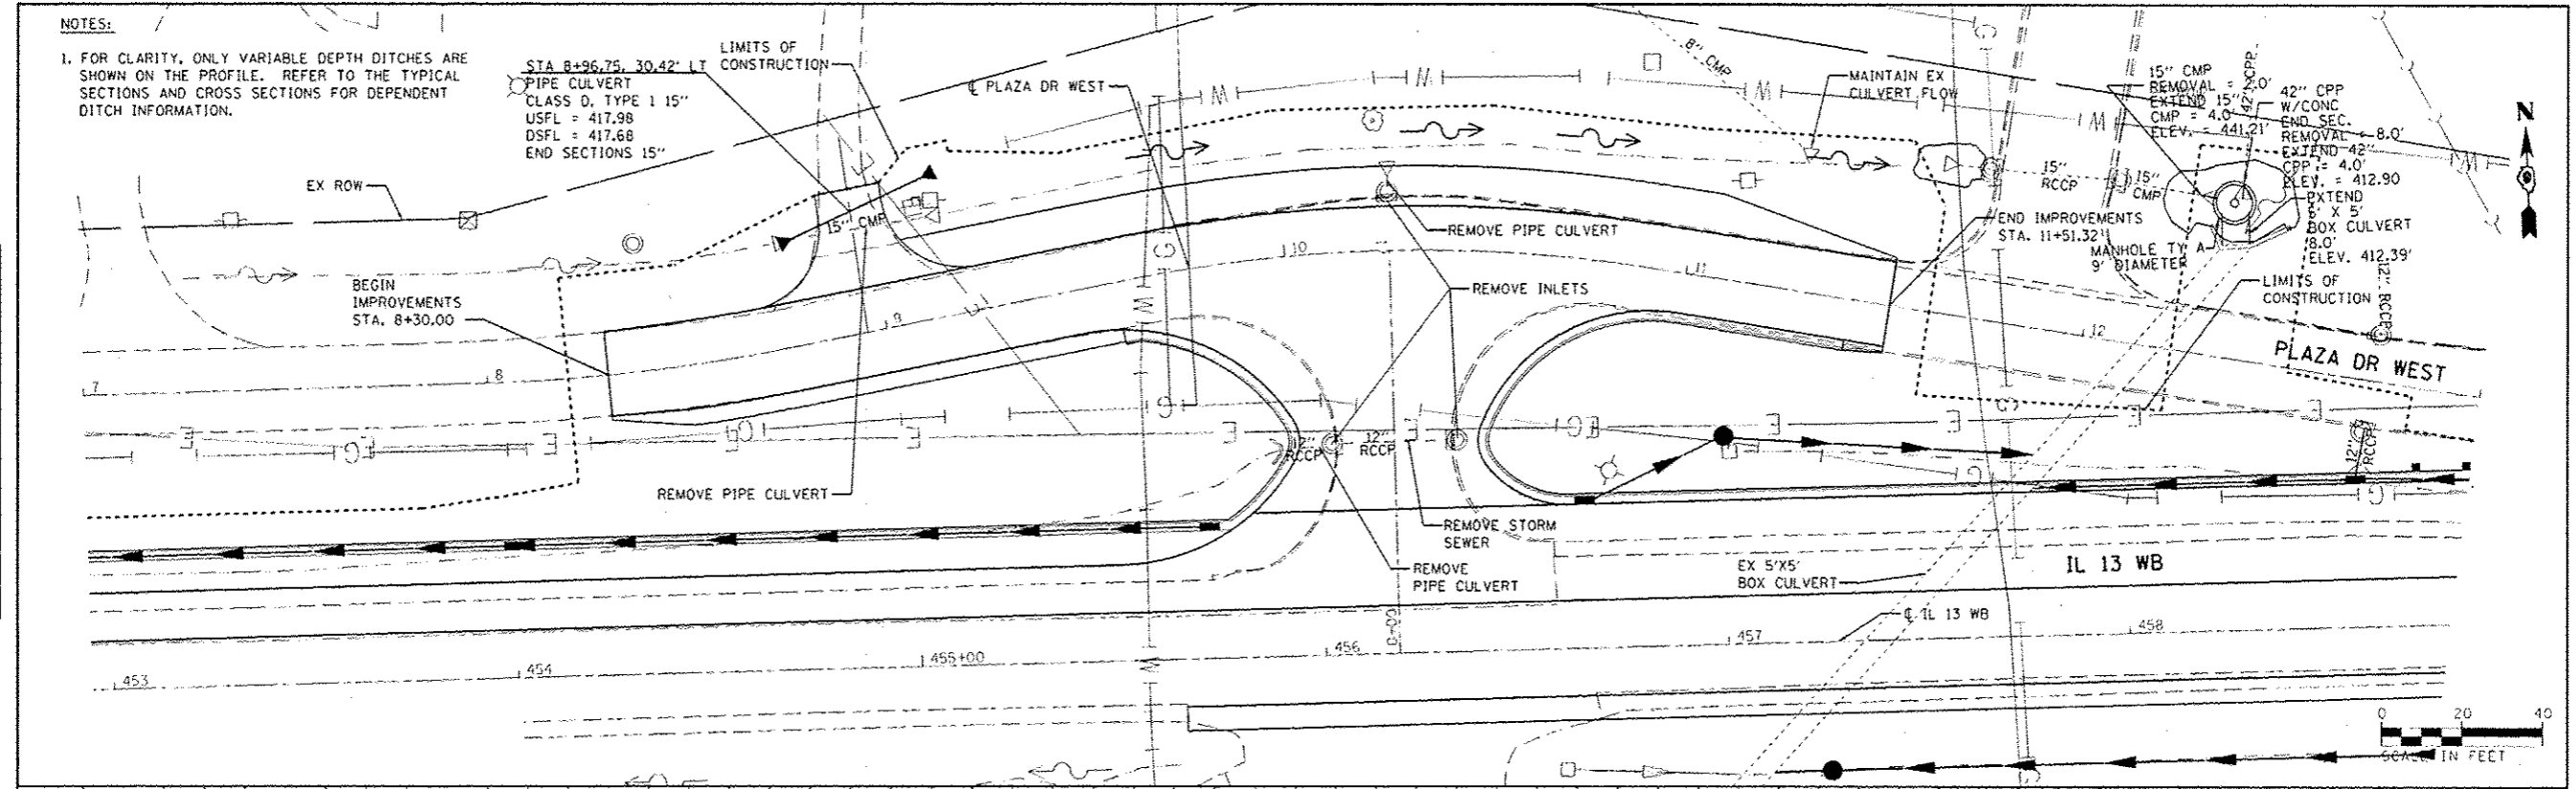 NOTES:
1. FOR CLARITY, ONLY VARIABLE DEPTH DITCHES ARE
SHOWN ON THE PROFILE. REFER TO THE TYPICAL
SECTIONS AND CROSS SECTIONS FOR DEPENDENT
DITCH INFORMATION.
STA 8+96.75, 30.42' LT
PIPE CULVERT
CLASS D, TYPE 1 15"
USFL = 417.98
DSFL = 417.68
END SECTIONS 15"
LIMITS OF
CONSTRUCTION
℄ PLAZA DR WEST
8" CMP
MAINTAIN EX
CULVERT FLOW
15" CMP
REMOVAL = 2.0'
EXTEND 15"
CMP = 4.0'
ELEV. = 441.21'
42" CPP
42" CPP
W/CONC
END SEC.
REMOVAL = 8.0'
EXTEND 42"
CPP = 4.0'
ELEV. = 412.90
EXTEND
5' X 5'
BOX CULVERT
8.0'
ELEV. 412.39'
N
EX ROW
15" CMP
15"
RCCP
15"
CMP
REMOVE PIPE CULVERT
END IMPROVEMENTS
STA. 11+51.32
MANHOLE TY A
9' DIAMETER
LIMITS OF
CONSTRUCTION
12" RCCP
BEGIN
IMPROVEMENTS
STA. 8+30.00
REMOVE INLETS
7
8
9
10
11
12
PLAZA DR WEST
12"
RCCP
12"
RCCP
12"
RCCP
REMOVE PIPE CULVERT
REMOVE STORM
SEWER
REMOVE
PIPE CULVERT
EX 5'X5'
BOX CULVERT
IL 13 WB
℄ IL 13 WB
453
454
455+00
456
457
458
0 20 40
SCALE IN FEET